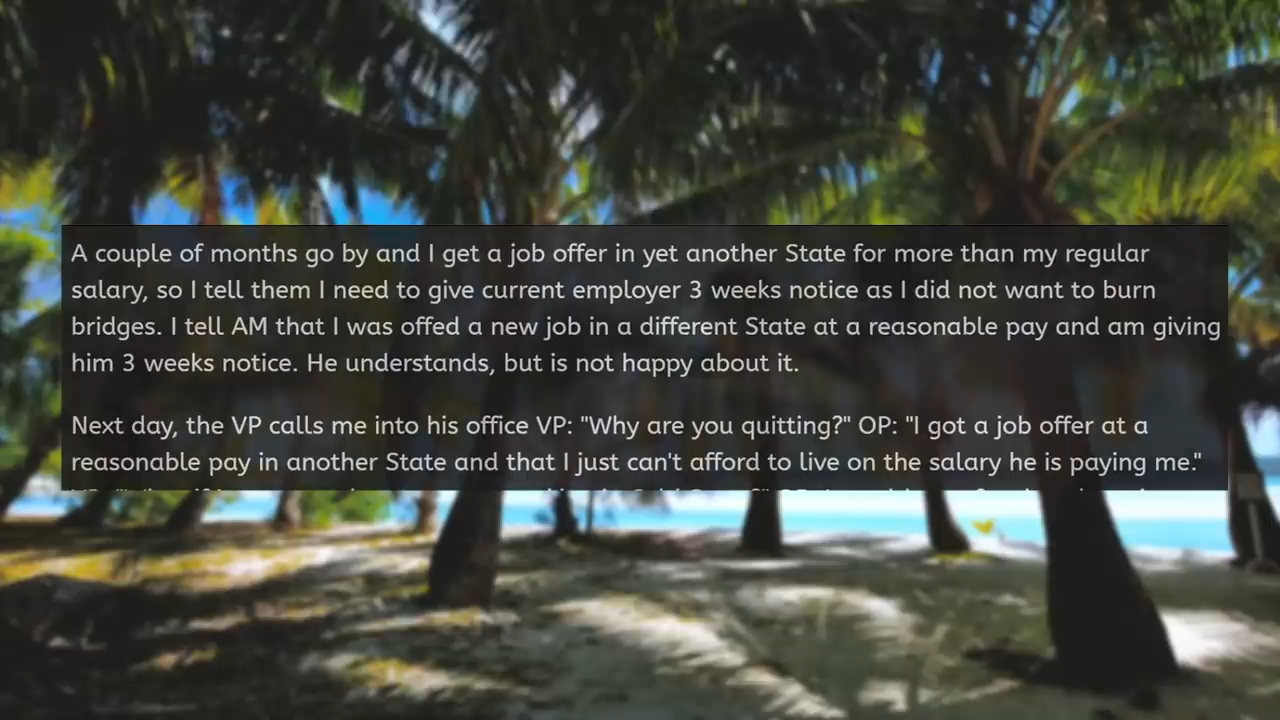 A couple of months go by and I get a job offer in yet another State for more than my regular
salary, so I tell them I need to give current employer 3 weeks notice as I did not want to burn
bridges. I tell AM that I was offed a new job in a different State at a reasonable pay and am giving
him 3 weeks notice. He understands, but is not happy about it.
Next day, the VP calls me into his office VP: "Why are you quitting?" OP: "I got a job offer at a
reasonable pay in another State and that I just can't afford to live on the salary he is paying me."